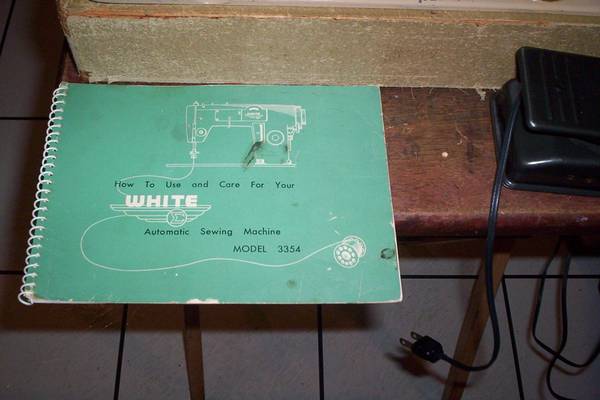 How To Use and Care For Your
WHITE
Automatic Sewing Machine
MODEL 3354